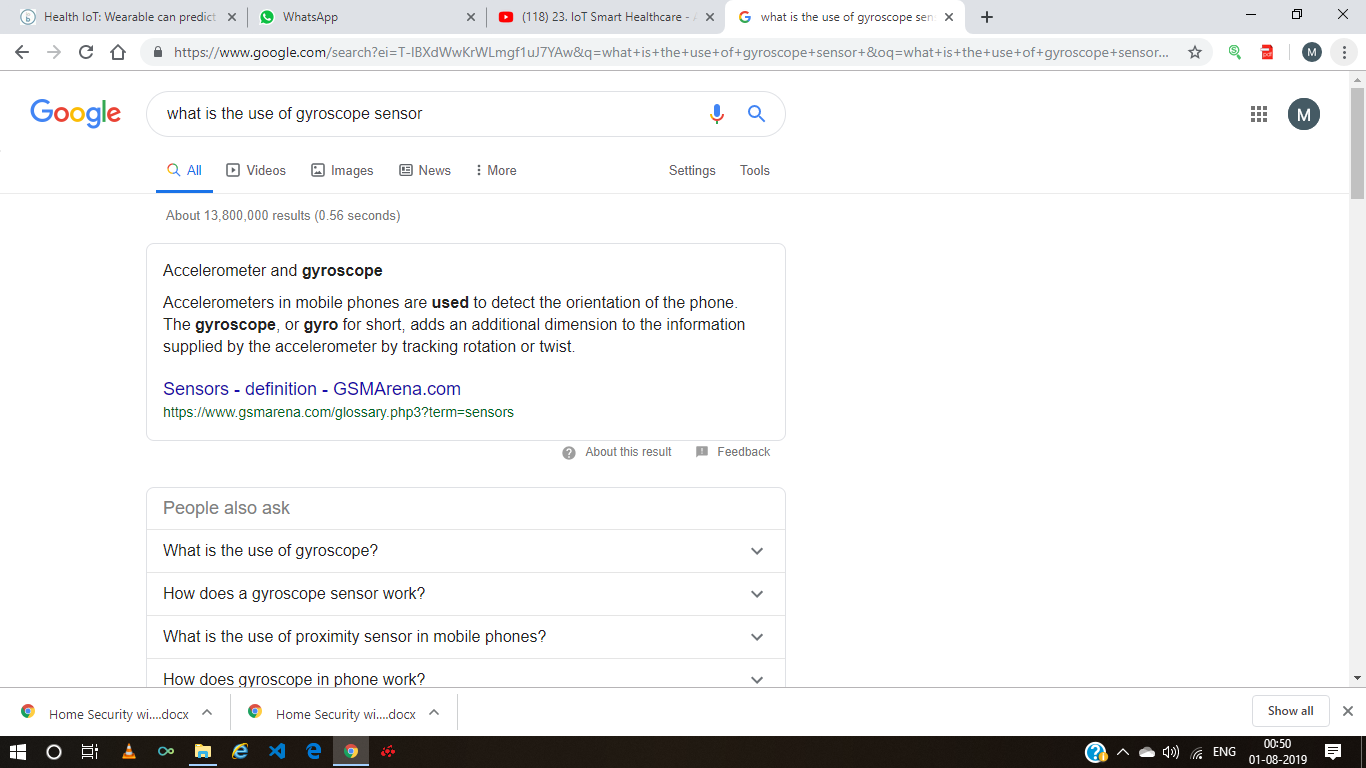 Health IoT: Wearable can predict
WhatsApp
(118) 23. IoT Smart Healthcare - A
what is the use of gyroscope sen
https://www.google.com/search?ei=T-IBXdWwKrWLmgf1uJ7YAw&q=what+is+the+use+of+gyroscope+sensor+&oq=what+is+the+use+of+gyroscope+sensor...
M
Google
what is the use of gyroscope sensor
M
All
Videos
Images
News
More
Settings
Tools
About 13,800,000 results (0.56 seconds)
Accelerometer and gyroscope
Accelerometers in mobile phones are used to detect the orientation of the phone.
The gyroscope, or gyro for short, adds an additional dimension to the information
supplied by the accelerometer by tracking rotation or twist.
Sensors - definition - GSMArena.com
https://www.gsmarena.com/glossary.php3?term=sensors
About this result
Feedback
People also ask
What is the use of gyroscope?
How does a gyroscope sensor work?
What is the use of proximity sensor in mobile phones?
How does gyroscope in phone work?
Home Security wi....docx
Home Security wi....docx
Show all
ENG
00:50
01-08-2019